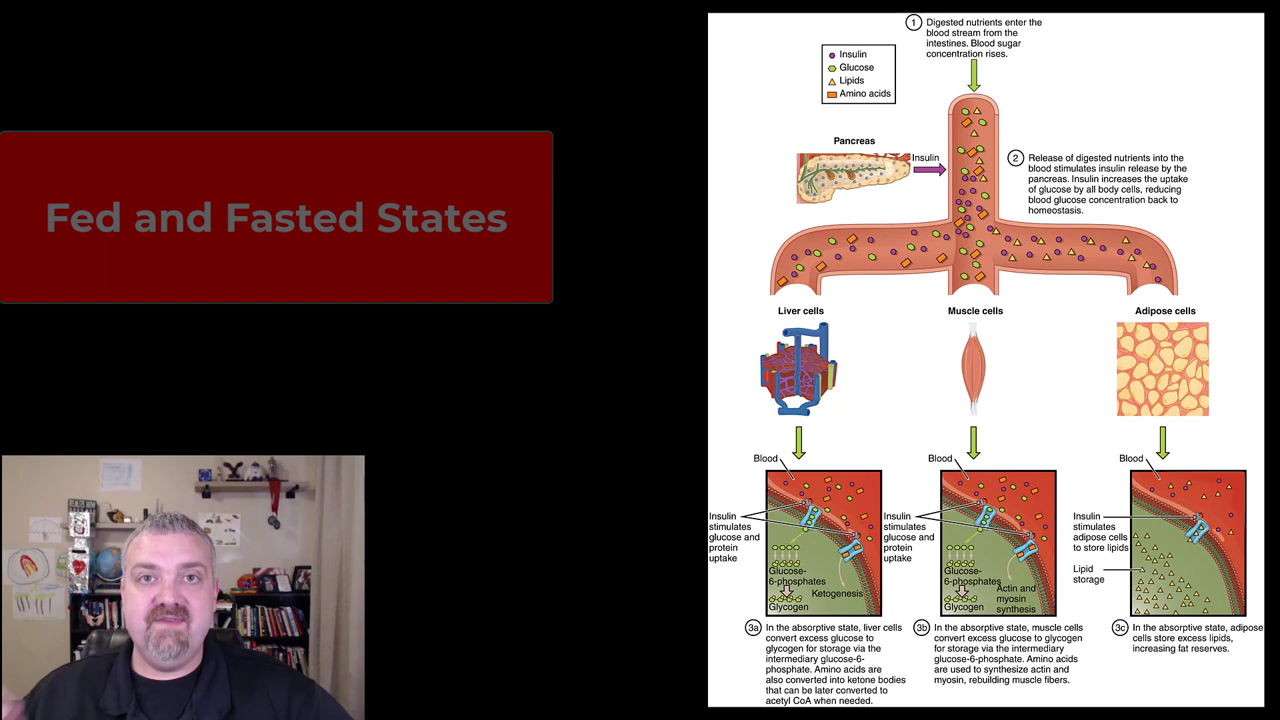 Fed and Fasted States
1 Digested nutrients enter the
blood stream from the
intestines. Blood sugar
concentration rises.
Insulin
Glucose
Lipids
Amino acids
Pancreas
Insulin
2 Release of digested nutrients into the
blood stimulates insulin release by the
pancreas. Insulin increases the uptake
of glucose by all body cells, reducing
blood glucose concentration back to
homeostasis.
Liver cells
Muscle cells
Adipose cells
Blood
Insulin
stimulates
glucose and
protein
uptake
Glucose-
6-phosphates
Ketogenesis
Glycogen
3a In the absorptive state, liver cells
convert excess glucose to
glycogen for storage via the
intermediary glucose-6-
phosphate. Amino acids are
also converted into ketone bodies
that can be later converted to
acetyl CoA when needed.
Blood
Insulin
stimulates
glucose and
protein
uptake
Glucose-
6-phosphates
Actin and
myosin
synthesis
Glycogen
3b In the absorptive state, muscle cells
convert excess glucose to glycogen
for storage via the intermediary
glucose-6-phosphate. Amino acids
are used to synthesize actin and
myosin, rebuilding muscle fibers.
Blood
Insulin
stimulates
adipose cells
to store lipids
Lipid
storage
3c In the absorptive state, adipose
cells store excess lipids,
increasing fat reserves.